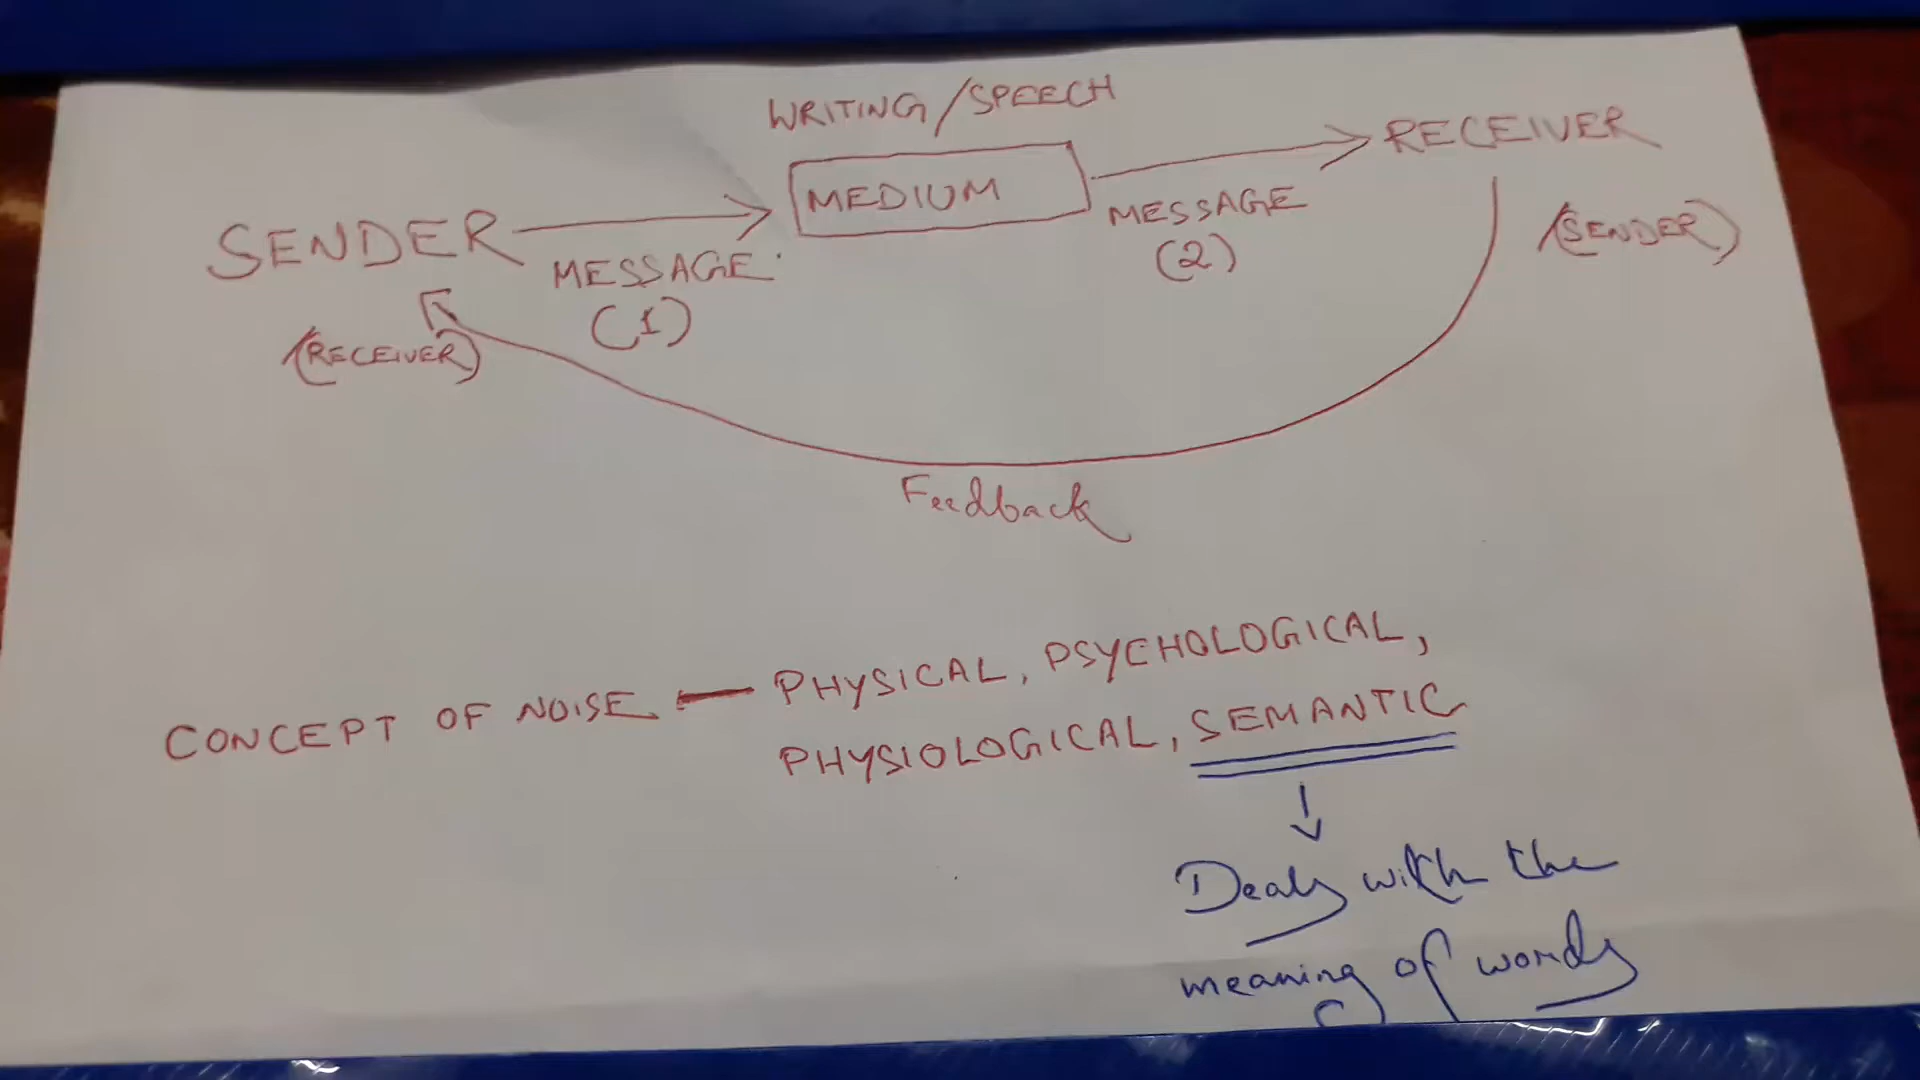 WRITING/SPEECH
SENDER
MESSAGE
(1)
MEDIUM
MESSAGE
(2)
RECEIVER
(SENDER)
(RECEIVER)
Feedback
CONCEPT OF NOISE — PHYSICAL, PSYCHOLOGICAL,
PHYSIOLOGICAL, SEMANTIC
Deals with the
meaning of words